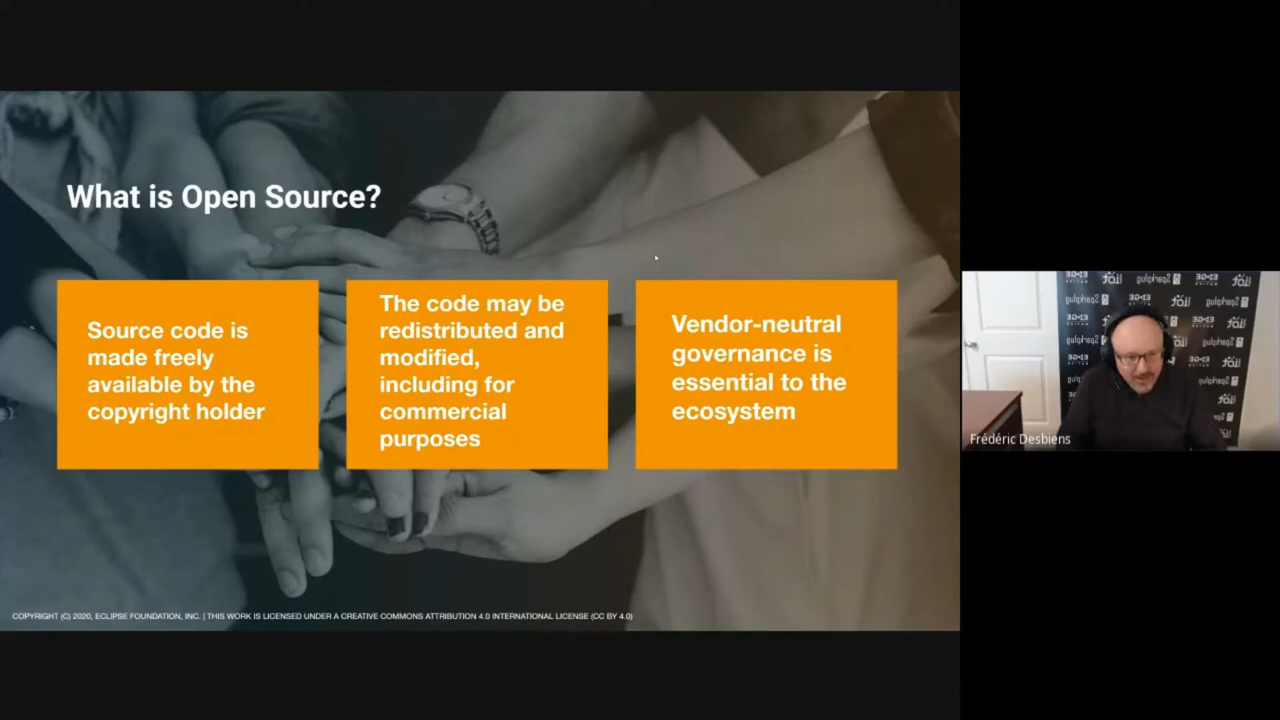 What is Open Source?
Source code is
made freely
available by the
copyright holder
The code may be
redistributed and
modified,
including for
commercial
purposes
Vendor-neutral
governance is
essential to the
ecosystem
COPYRIGHT (C) 2020, ECLIPSE FOUNDATION, INC. | THIS WORK IS LICENSED UNDER A CREATIVE COMMONS ATTRIBUTION 4.0 INTERNATIONAL LICENSE (CC BY 4.0)
Frédéric Desbiens